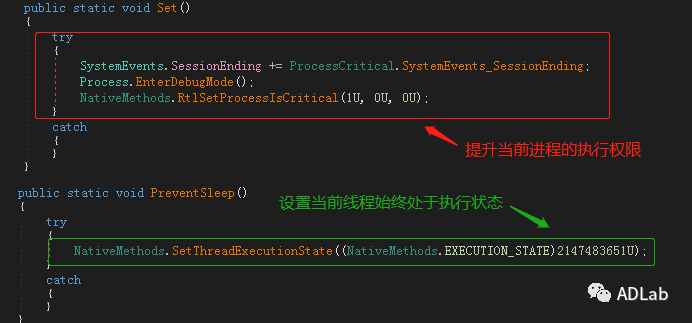 public static void Set()
{
try
{
SystemEvents.SessionEnding += ProcessCritical.SystemEvents_SessionEnding;
Process.EnterDebugMode();
NativeMethods.RtlSetProcessIsCritical(1U, 0U, 0U);
}
catch
{
}
}
提升当前进程的执行权限
public static void PreventSleep()
{
设置当前线程始终处于执行状态
try
{
NativeMethods.SetThreadExecutionState((NativeMethods.EXECUTION_STATE)2147483651U);
}
catch
{
}
}
ADLab